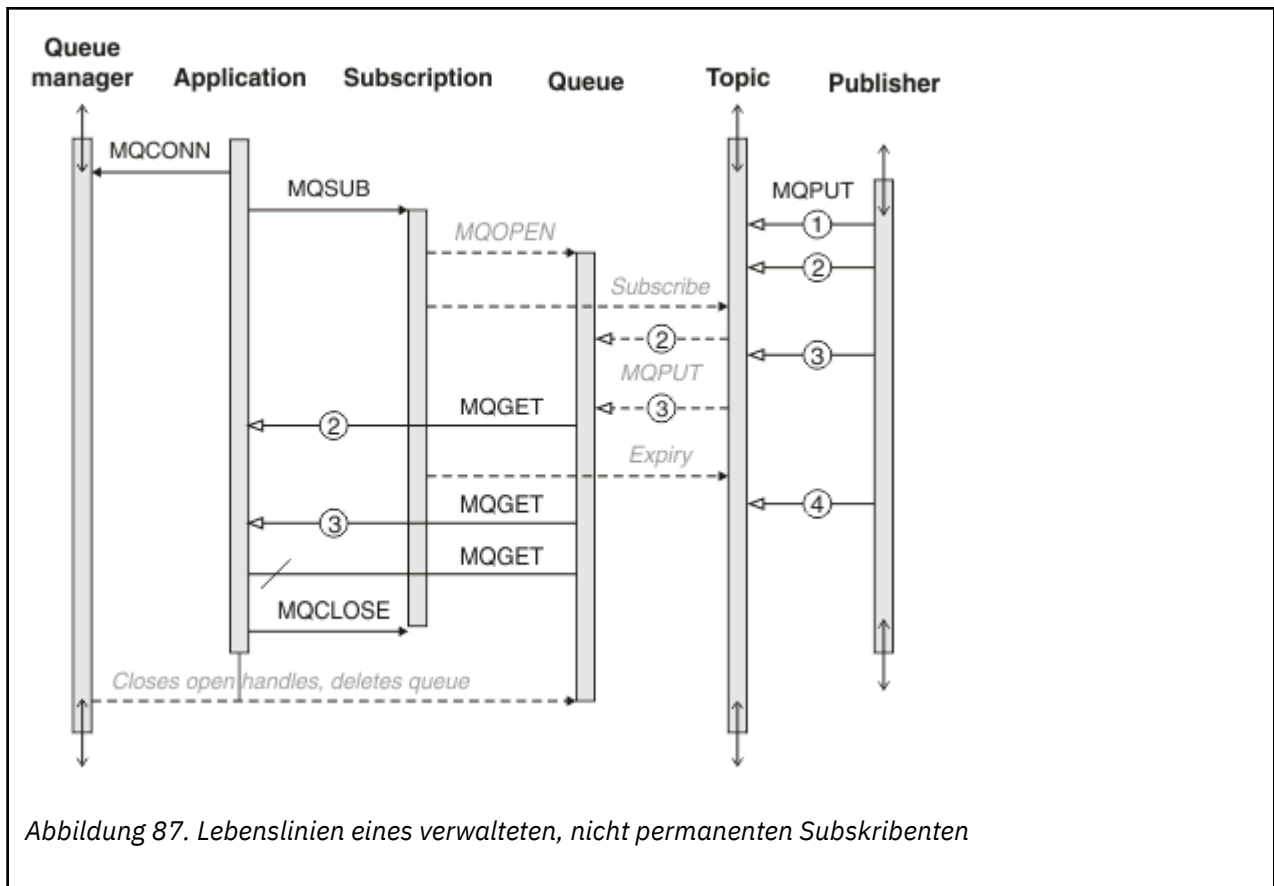 Queue
manager
Application
Subscription
Queue
Topic
Publisher
MQCONN
MQSUB
MQPUT
MQOPEN
1
2
Subscribe
2
3
MQPUT
MQGET
3
2
Expiry
MQGET
4
3
MQGET
MQCLOSE
Closes open handles, deletes queue
Abbildung 87. Lebenslinien eines verwalteten, nicht permanenten Subskribenten